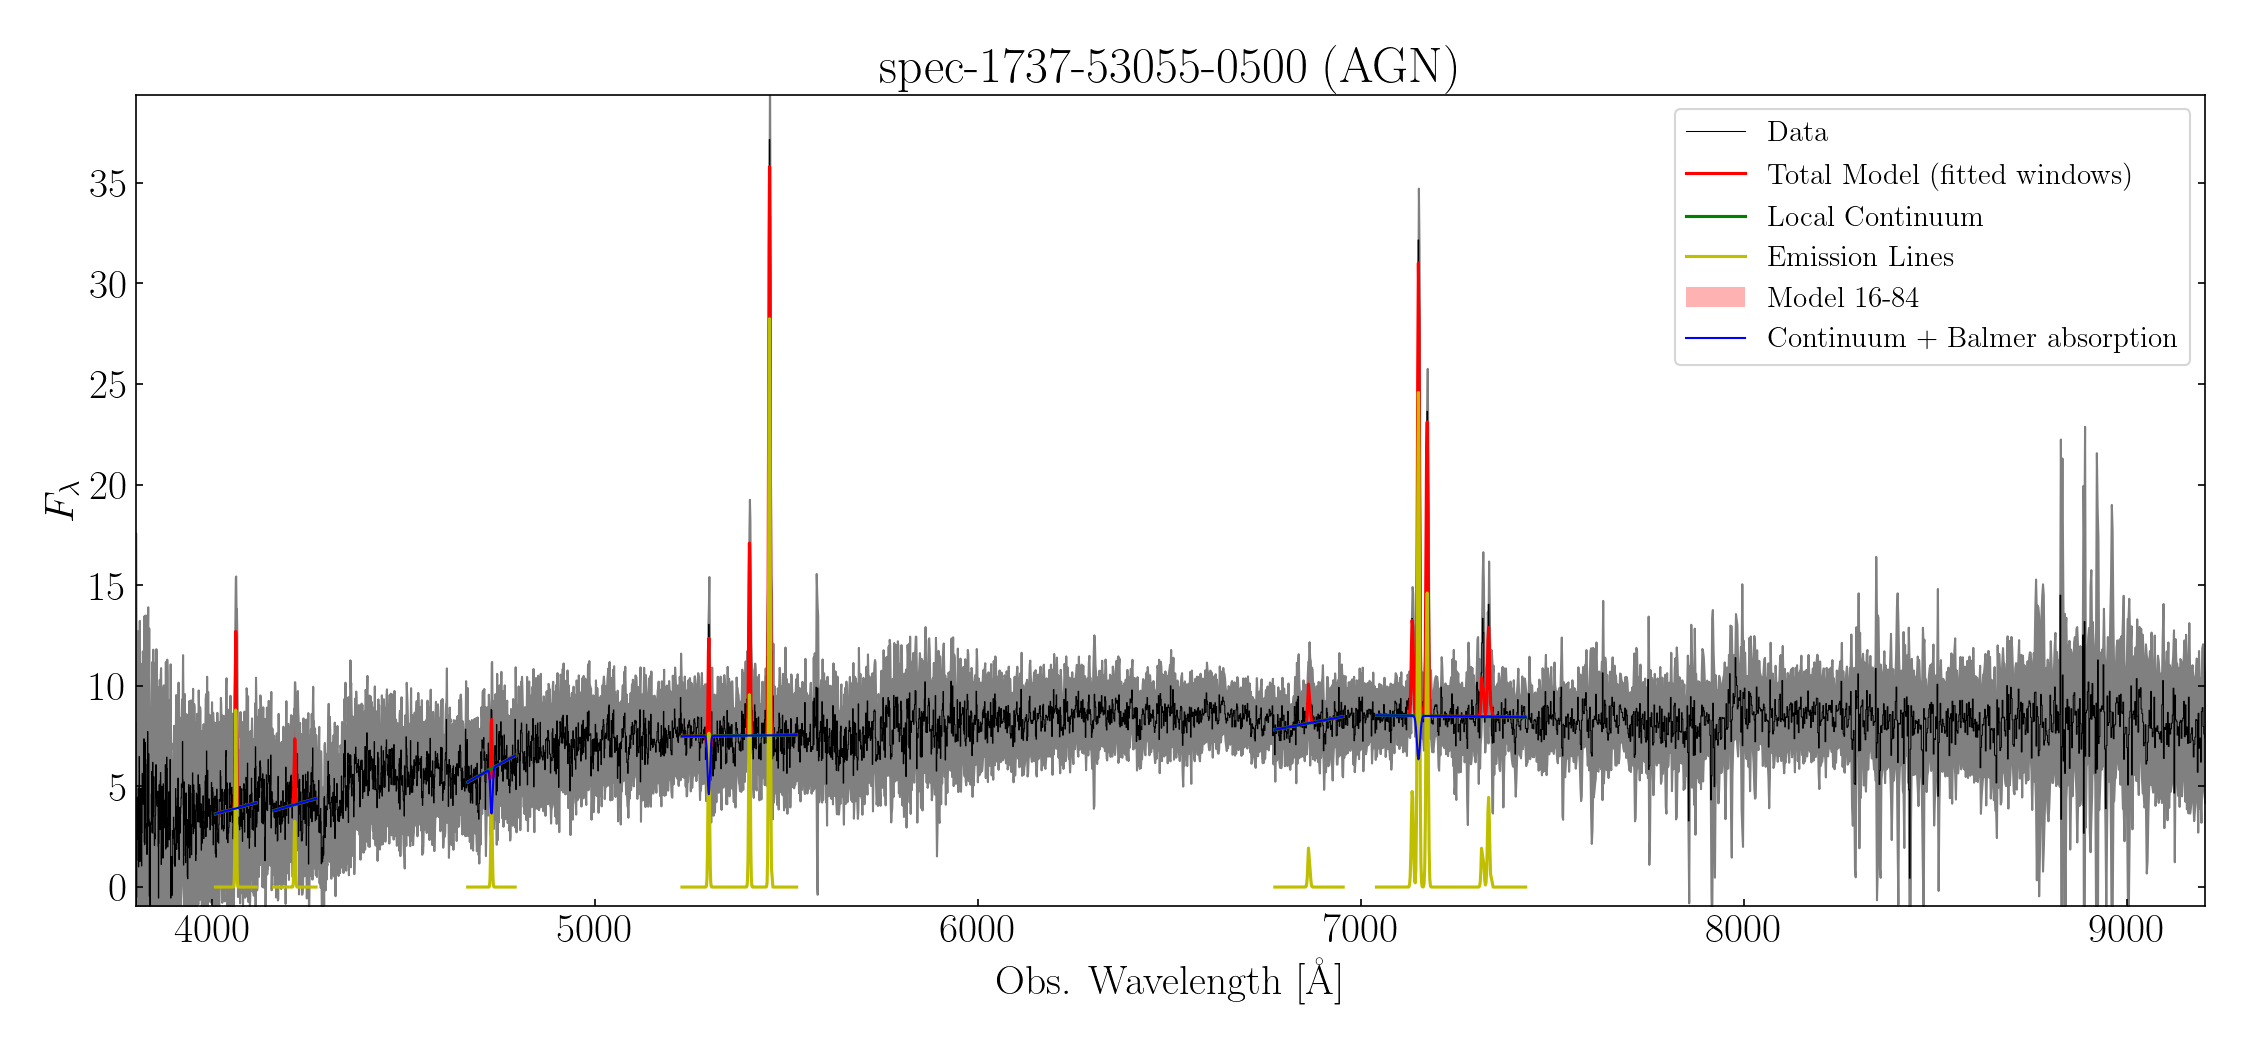 spec-1737-53055-0500 (AGN)
Data
Total Model (fitted windows)
Local Continuum
Emission Lines
Model 16-84
Continuum + Balmer absorption
35
30
25
20
15
10
5
0
Fλ
4000 5000 6000 7000 8000 9000
Obs. Wavelength [Å]